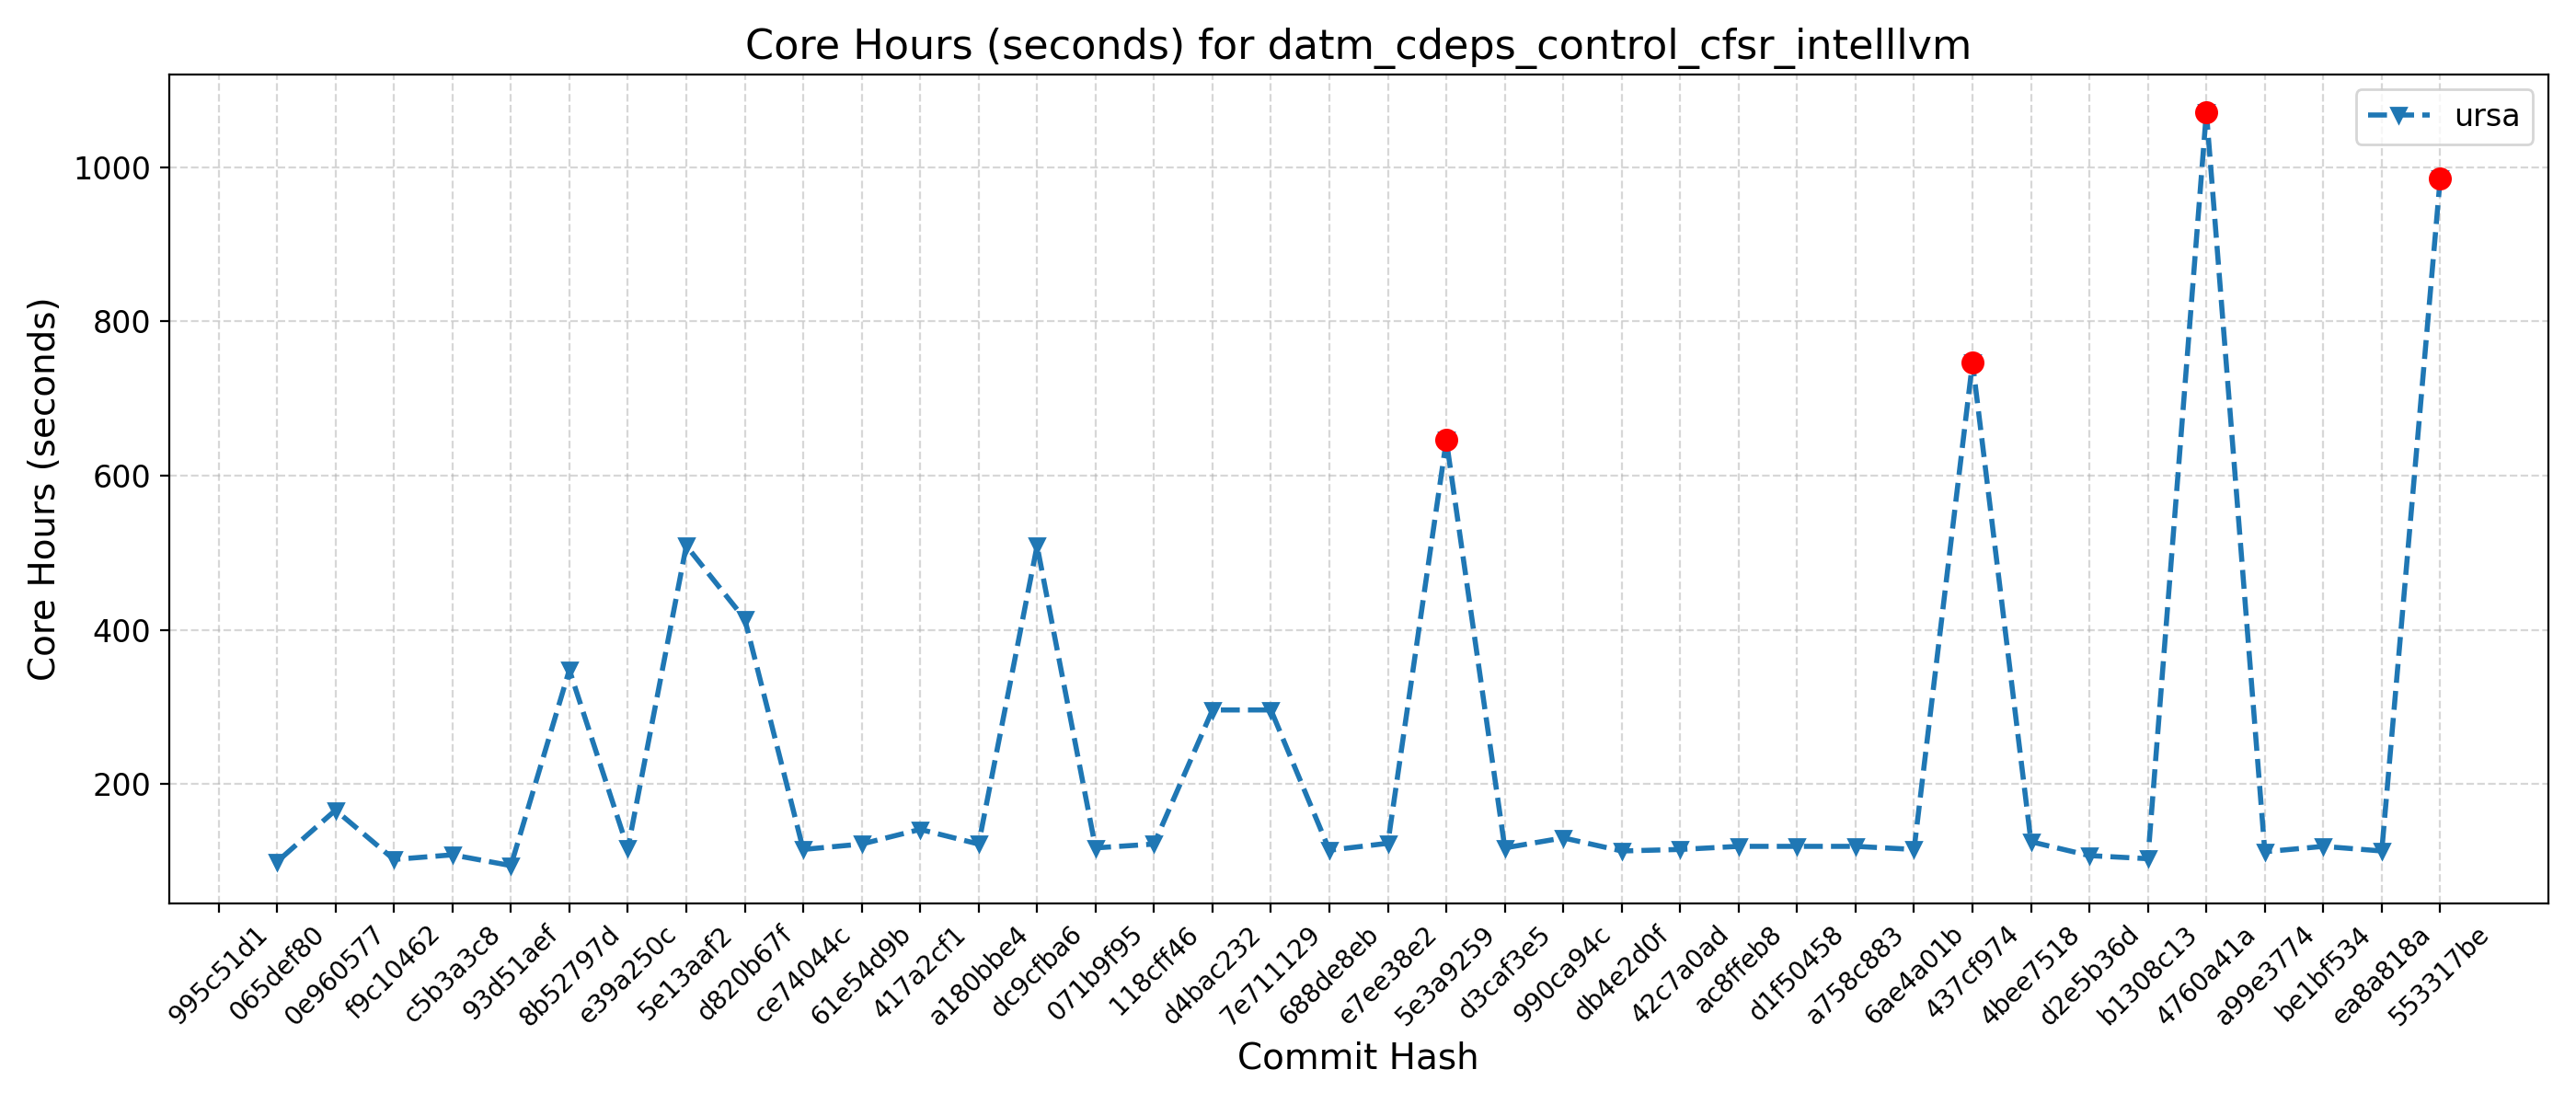 Core Hours (seconds) for datm_cdeps_control_cfsr_intelllvm
ursa
Core Hours (seconds)
1000
800
600
400
200
995c51d1
065def80
0e960577
f9c10462
c5b3a3c8
93d51aef
8b52797d
e39a250c
5e13aaf2
d820b67f
ce74044c
61e54d9b
417a2cf1
a180bbe4
dc9cfba6
071b9f95
118cff46
d4bac232
7e711129
688de8eb
e7ee38e2
5e3a9259
d3caf3e5
990ca94c
db4e2d0f
42c7a0ad
ac8ffeb8
d1f50458
a758c883
6ae4a01b
437cf974
4bee7518
d2e5b36d
b1308c13
4760a41a
a99e3774
be1bf534
ea8a818a
553317be
Commit Hash